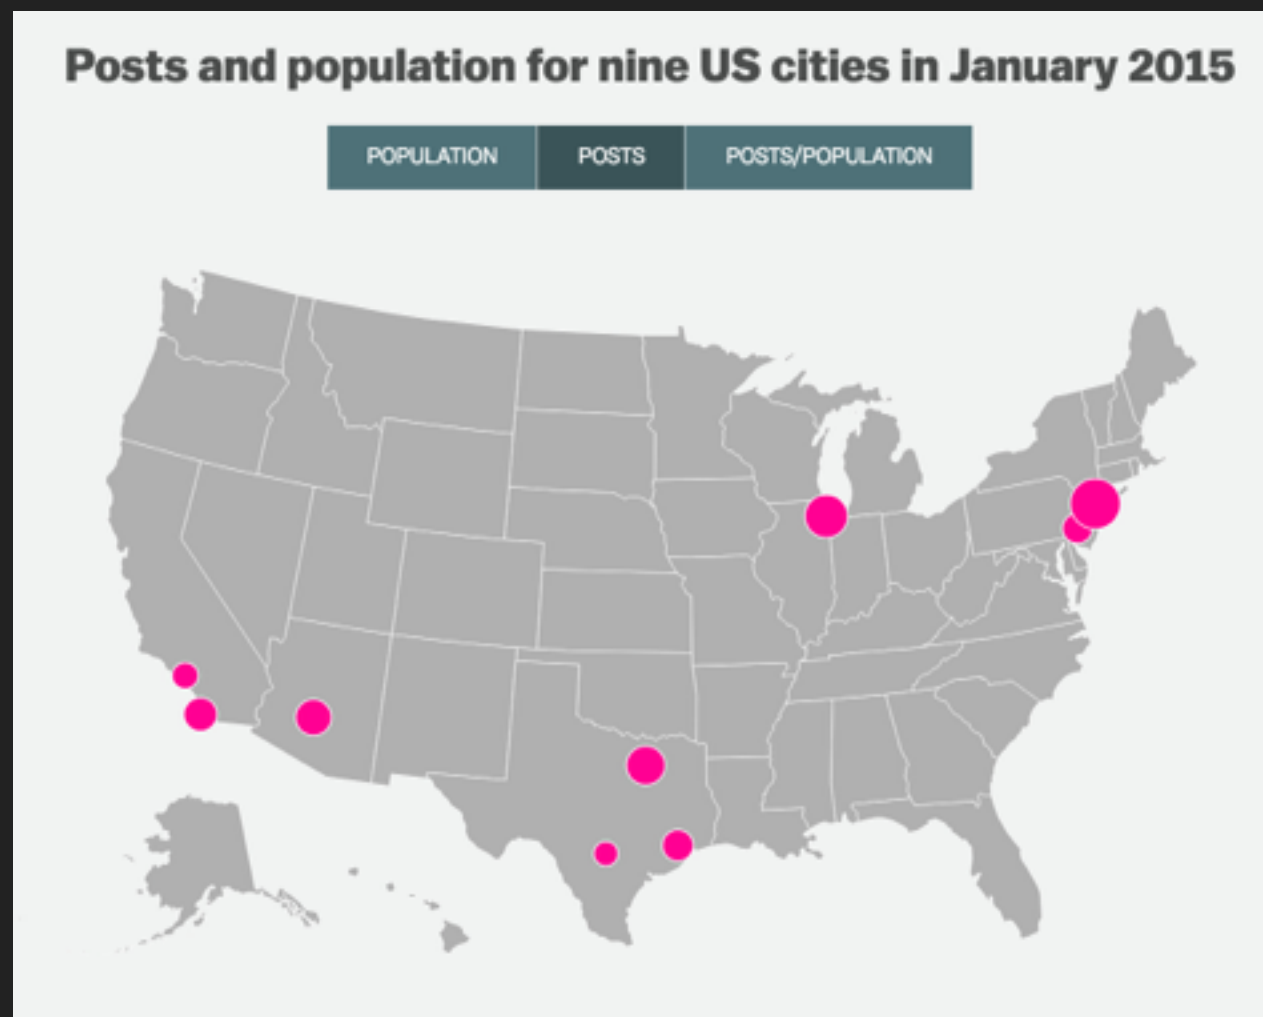 Posts and population for nine US cities in January 2015
POPULATION
POSTS
POSTS/POPULATION